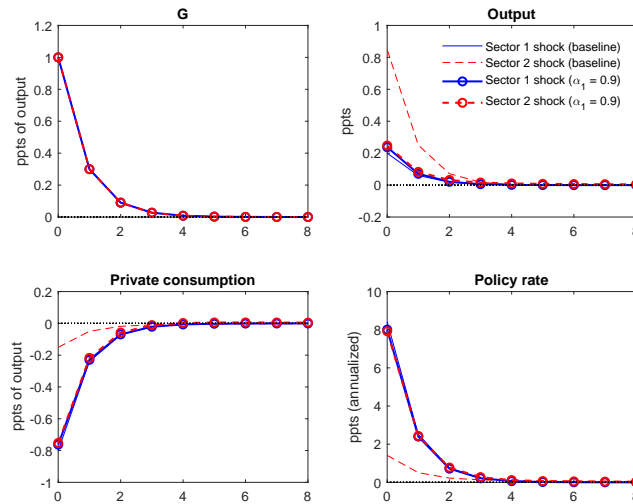 G
ppts of output
1.2
1
0.8
0.6
0.4
0.2
0
0 2 4 6 8
Output
ppts
1
0.8
0.6
0.4
0.2
0
-0.2
0 2 4 6 8
Sector 1 shock (baseline)
Sector 2 shock (baseline)
Sector 1 shock (α1 = 0.9)
Sector 2 shock (α1 = 0.9)
Private consumption
ppts of output
0.2
0
-0.2
-0.4
-0.6
-0.8
-1
0 2 4 6 8
Policy rate
ppts (annualized)
10
8
6
4
2
0
0 2 4 6 8